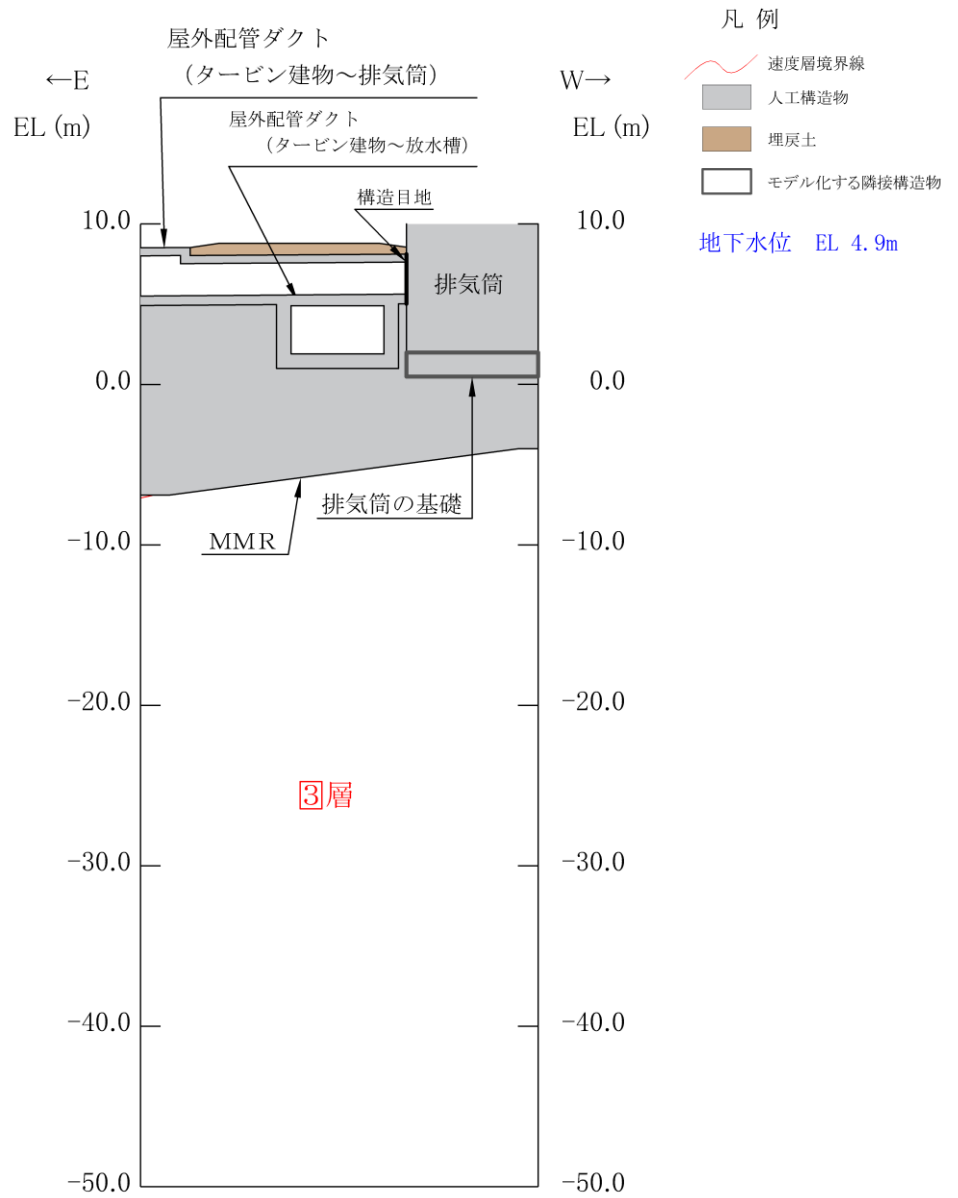 凡 例
速度層境界線
人工構造物
埋戻土
モデル化する隣接構造物
地下水位 EL 4.9m
屋外配管ダクト
(タービン建物～排気筒)
←E
W→
EL (m)
EL (m)
屋外配管ダクト
(タービン建物～放水槽)
構造目地
10.0
10.0
排気筒
0.0
0.0
排気筒の基礎
MMR
-10.0
-10.0
-20.0
-20.0
3層
-30.0
-30.0
-40.0
-40.0
-50.0
-50.0